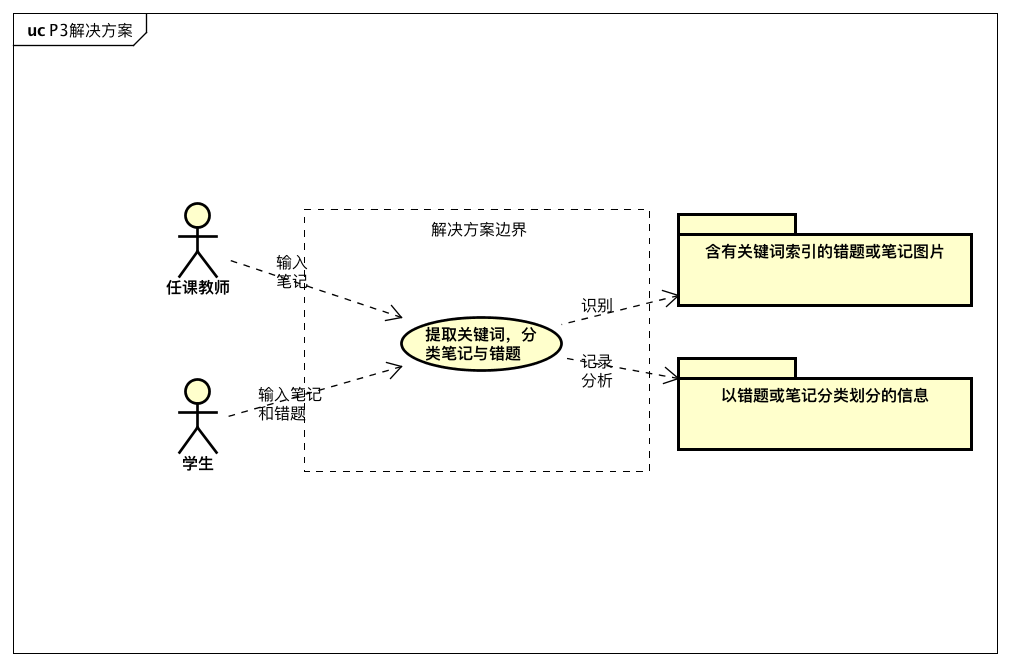 uc P3解决方案
解决方案边界
任课教师
输入
笔记
学生
输入笔记
和错题
提取关键词，分
类笔记与错题
识别
记录
分析
含有关键词索引的错题或笔记图片
以错题或笔记分类划分的信息